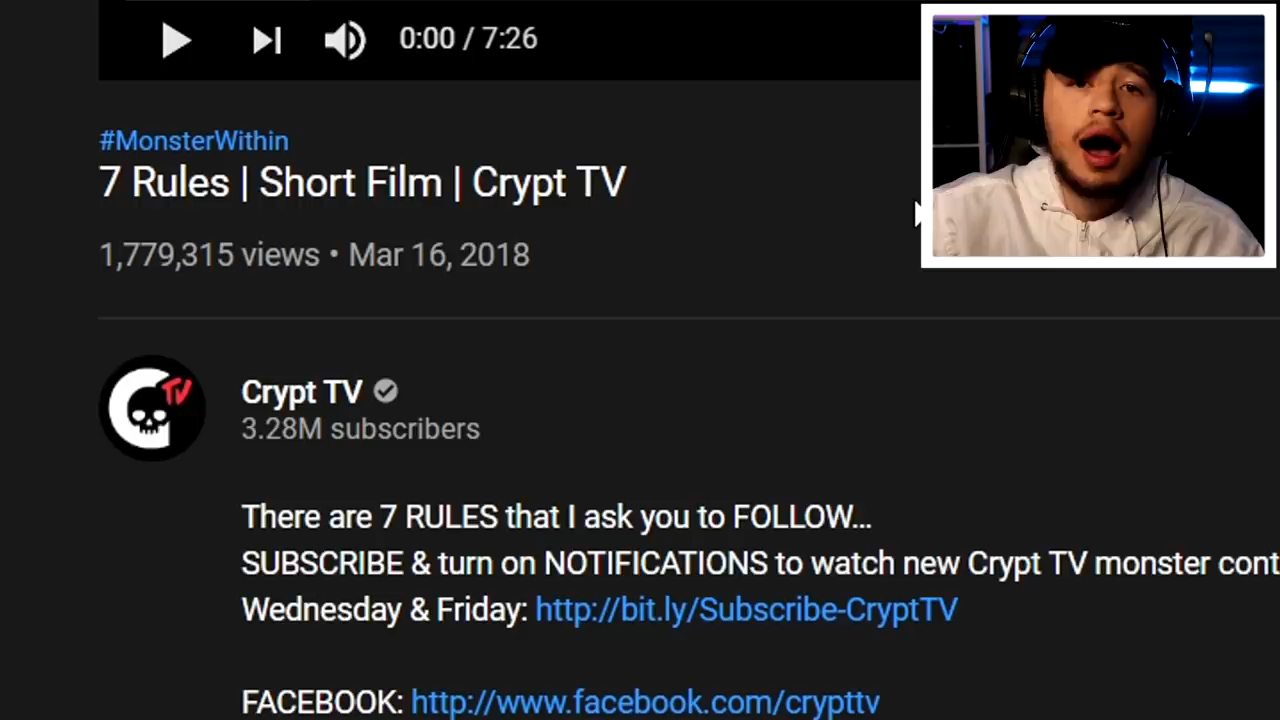 0:00 / 7:26
#MonsterWithin
7 Rules | Short Film | Crypt TV
1,779,315 views • Mar 16, 2018
TV
Crypt TV
3.28M subscribers
There are 7 RULES that I ask you to FOLLOW...
SUBSCRIBE & turn on NOTIFICATIONS to watch new Crypt TV monster cont
Wednesday & Friday: http://bit.ly/Subscribe-CryptTV
FACEBOOK: http://www.facebook.com/crypttv